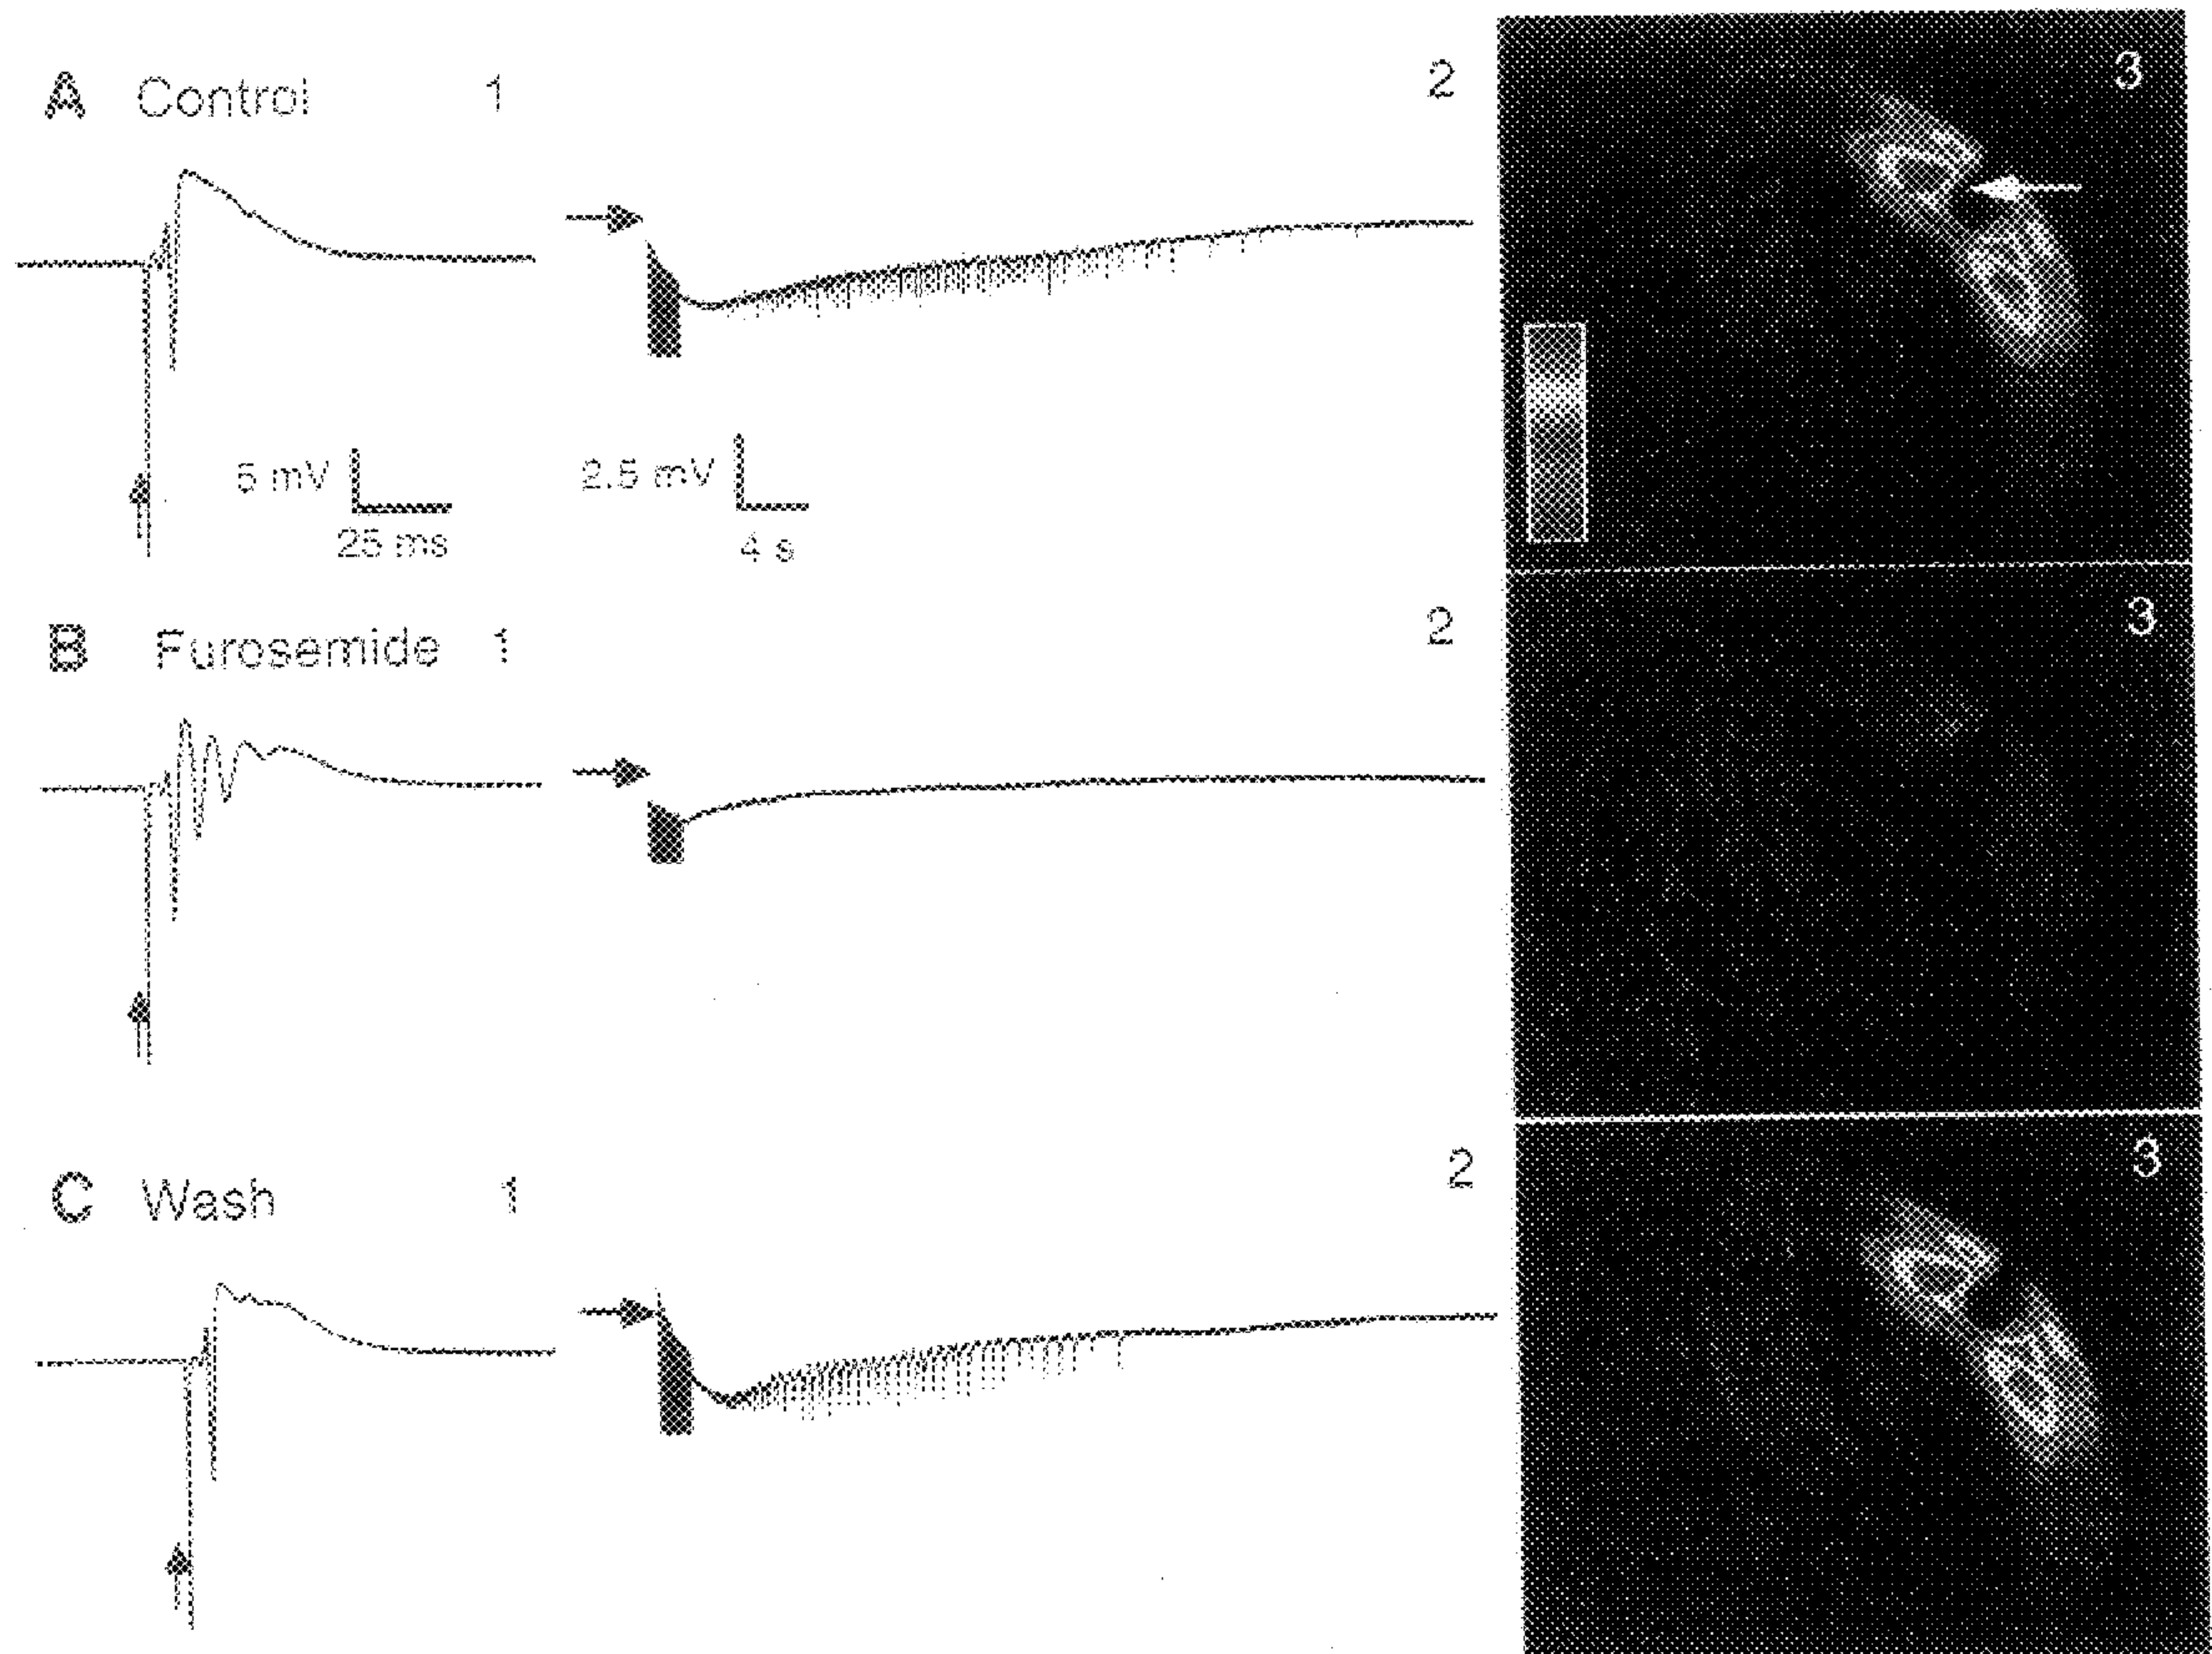 A Control 1 2 3
5 mV 2.5 mV
25 ms 4 s
B Furosemide 1 2 3
C Wash 1 2 3